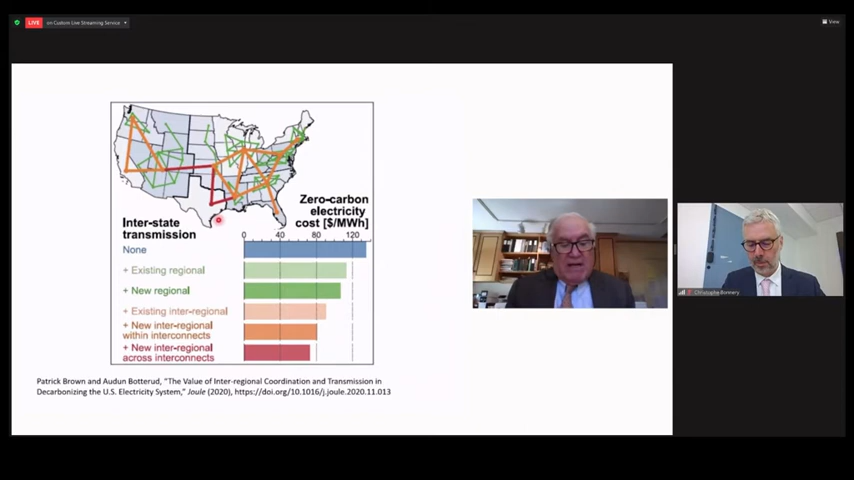 LIVE
on Custom Live Streaming Service
View
Zero-carbon
electricity
cost [$/MWh]
Inter-state
transmission
0 40 80 120
None
+ Existing regional
+ New regional
+ Existing inter-regional
+ New inter-regional
within interconnects
+ New inter-regional
across interconnects
Patrick Brown and Audun Botterud, "The Value of Inter-regional Coordination and Transmission in
Decarbonizing the U.S. Electricity System," Joule (2020), https://doi.org/10.1016/j.joule.2020.11.013
Christophe Bonnery